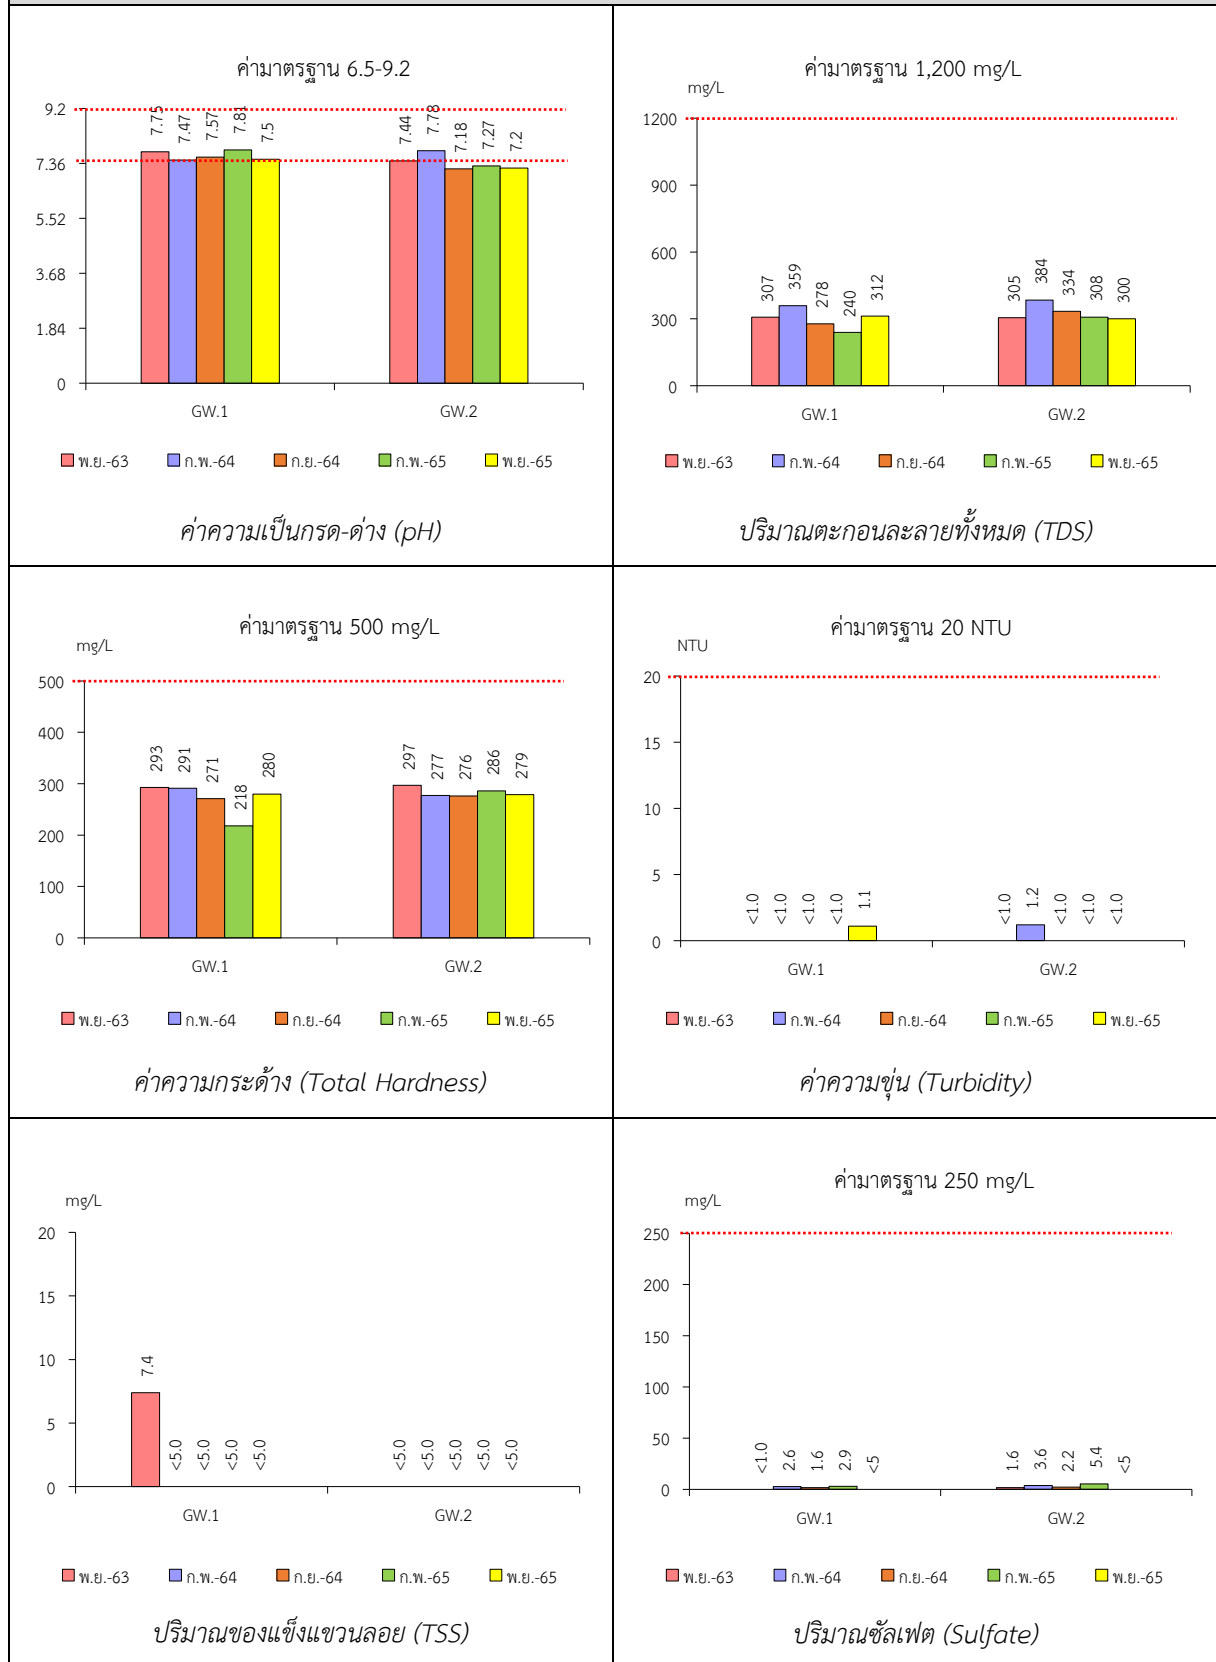 ค่ามาตรฐาน 6.5-9.2
9.2
7.36
5.52
3.68
1.84
0
7.75
7.47
7.57
7.81
7.5
7.44
7.78
7.18
7.27
7.2
GW.1
GW.2
พ.ย.-63
ก.พ.-64
ก.ย.-64
ก.พ.-65
พ.ย.-65
ค่าความเป็นกรด-ด่าง (pH)
ค่ามาตรฐาน 1,200 mg/L
mg/L
1200
900
600
300
0
307
359
278
240
312
305
384
334
308
300
GW.1
GW.2
พ.ย.-63
ก.พ.-64
ก.ย.-64
ก.พ.-65
พ.ย.-65
ปริมาณตะกอนละลายทั้งหมด (TDS)
ค่ามาตรฐาน 500 mg/L
mg/L
500
400
300
200
100
0
293
291
271
218
280
297
277
276
286
279
GW.1
GW.2
พ.ย.-63
ก.พ.-64
ก.ย.-64
ก.พ.-65
พ.ย.-65
ค่าความกระด้าง (Total Hardness)
ค่ามาตรฐาน 20 NTU
NTU
20
15
10
5
0
<1.0
<1.0
<1.0
<1.0
1.1
<1.0
1.2
<1.0
<1.0
<1.0
GW.1
GW.2
พ.ย.-63
ก.พ.-64
ก.ย.-64
ก.พ.-65
พ.ย.-65
ค่าความขุ่น (Turbidity)
mg/L
20
15
10
5
0
7.4
<5.0
<5.0
<5.0
<5.0
<5.0
<5.0
<5.0
<5.0
<5.0
GW.1
GW.2
พ.ย.-63
ก.พ.-64
ก.ย.-64
ก.พ.-65
พ.ย.-65
ปริมาณของแข็งแขวนลอย (TSS)
ค่ามาตรฐาน 250 mg/L
mg/L
250
200
150
100
50
0
<1.0
2.6
1.6
2.9
<5
1.6
3.6
2.2
5.4
<5
GW.1
GW.2
พ.ย.-63
ก.พ.-64
ก.ย.-64
ก.พ.-65
พ.ย.-65
ปริมาณซัลเฟต (Sulfate)